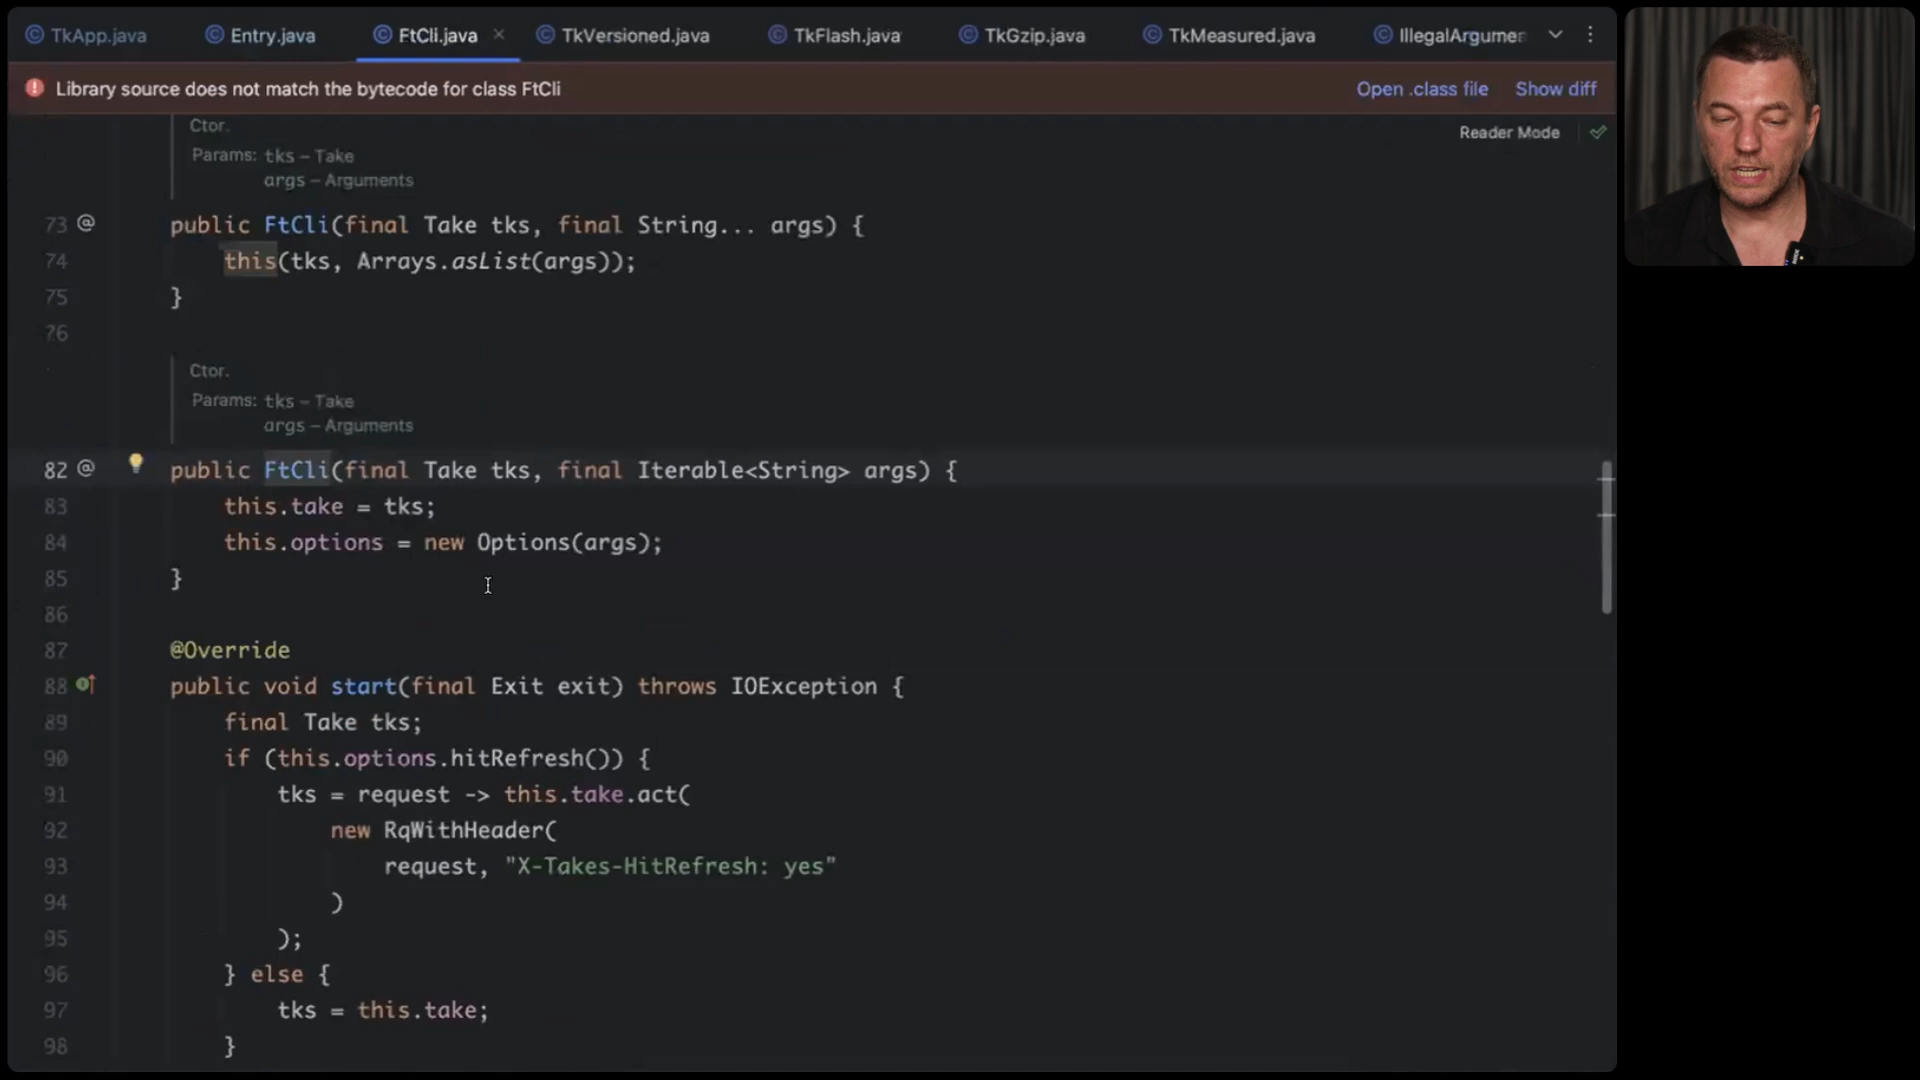 TkApp.java Entry.java FtCli.java TkVersioned.java TkFlash.java TkGzip.java TkMeasured.java IllegalArgumen
Library source does not match the bytecode for class FtCli Open .class file Show diff
Reader Mode
Ctor.
Params: tks – Take
args – Arguments
73 @ public FtCli(final Take tks, final String... args) {
74 this(tks, Arrays.asList(args));
75 }
76
Ctor.
Params: tks – Take
args – Arguments
82 @ public FtCli(final Take tks, final Iterable<String> args) {
83 this.take = tks;
84 this.options = new Options(args);
85 }
86
87 @Override
88 public void start(final Exit exit) throws IOException {
89 final Take tks;
90 if (this.options.hitRefresh()) {
91 tks = request -> this.take.act(
92 new RqWithHeader(
93 request, "X-Takes-HitRefresh: yes"
94 )
95 );
96 } else {
97 tks = this.take;
98 }